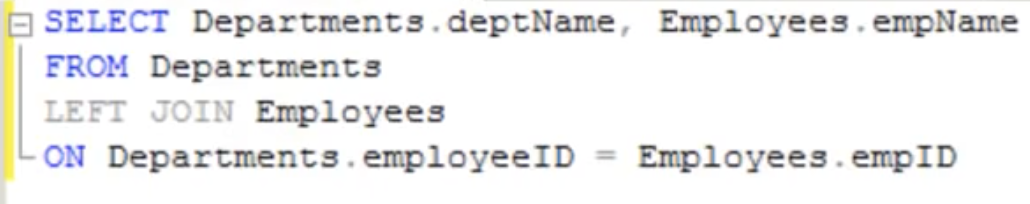 SELECT Departments.deptName, Employees.empName
FROM Departments
LEFT JOIN Employees
ON Departments.employeeID = Employees.empID